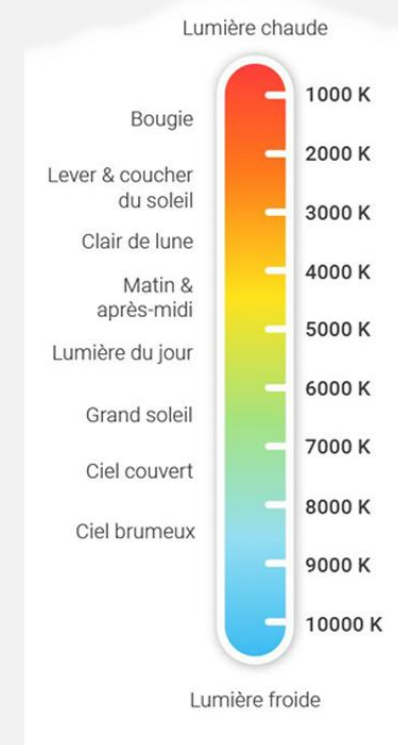 Lumière chaude
1000 K
Bougie
2000 K
Lever & coucher
du soleil
3000 K
Clair de lune
4000 K
Matin &
après-midi
5000 K
Lumière du jour
6000 K
Grand soleil
7000 K
Ciel couvert
8000 K
Ciel brumeux
9000 K
10000 K
Lumière froide